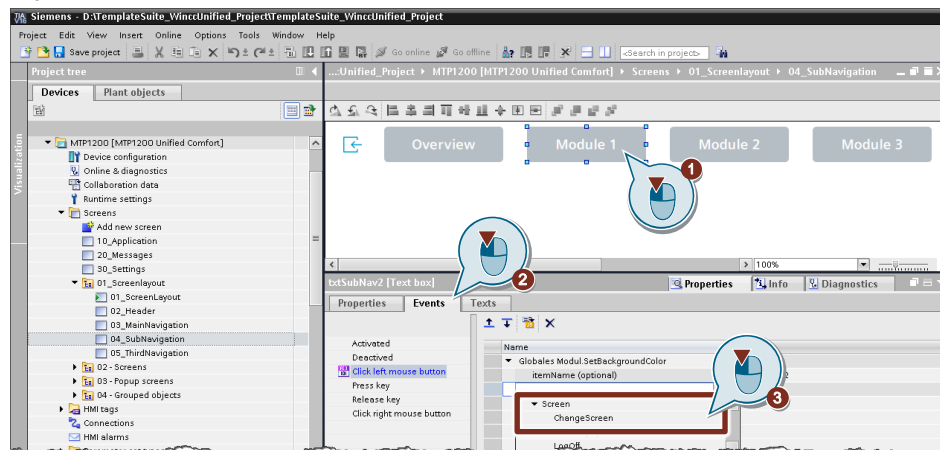 Siemens - D:\TemplateSuite_WinccUnified_Project\TemplateSuite_WinccUnified_Project
Project Edit View Insert Online Options Tools Window Help
Save project Go online Go offline <Search in project>
Project tree
...:Unified_Project ▸ MTP1200 [MTP1200 Unified Comfort] ▸ Screens ▸ 01_Screenlayout ▸ 04_SubNavigation
Devices Plant objects
Visualization
MTP1200 [MTP1200 Unified Comfort]
Device configuration
Online & diagnostics
Collaboration data
Runtime settings
Screens
Add new screen
10_Application
20_Messages
30_Settings
01_Screenlayout
01_ScreenLayout
02_Header
03_MainNavigation
04_SubNavigation
05_ThirdNavigation
02 - Screens
03 - Popup screens
04 - Grouped objects
HMI tags
Connections
HMI alarms
Overview Module 1 Module 2 Module 3
1
100%
2
txtSubNav2 [Text box]
Properties Info Diagnostics
Properties Events Texts
Activated
Deactived
Click left mouse button
Press key
Release key
Click right mouse button
Name
Globales Modul.SetBackgroundColor
itemName (optional)
2
3
Screen
ChangeScreen
LogOff